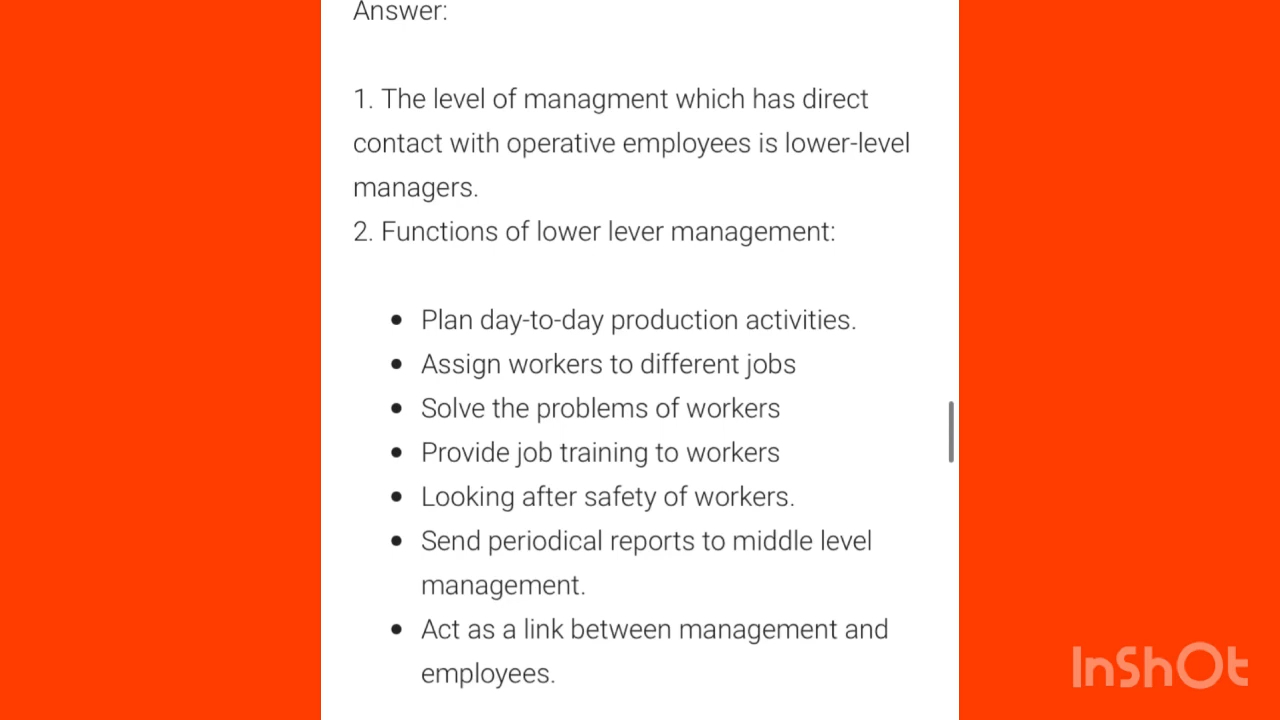 Answer:
1. The level of managment which has direct
contact with operative employees is lower-level
managers.
2. Functions of lower lever management:
• Plan day-to-day production activities.
• Assign workers to different jobs
• Solve the problems of workers
• Provide job training to workers
• Looking after safety of workers.
• Send periodical reports to middle level
management.
• Act as a link between management and
employees.
InShOt